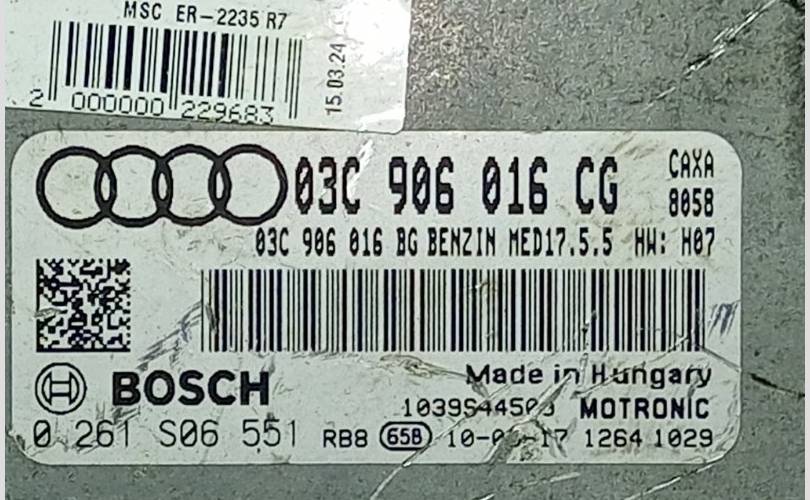 MSC ER-2235 R7
15.03.24
2 000000 229683
03C 906 016 CG
CAXA
8058
03C 906 016 BG BENZIN MED17.5.5 HW: H07
BOSCH
Made in Hungary
MOTRONIC
0 261 S06 551 RB8 65B 1264 1029